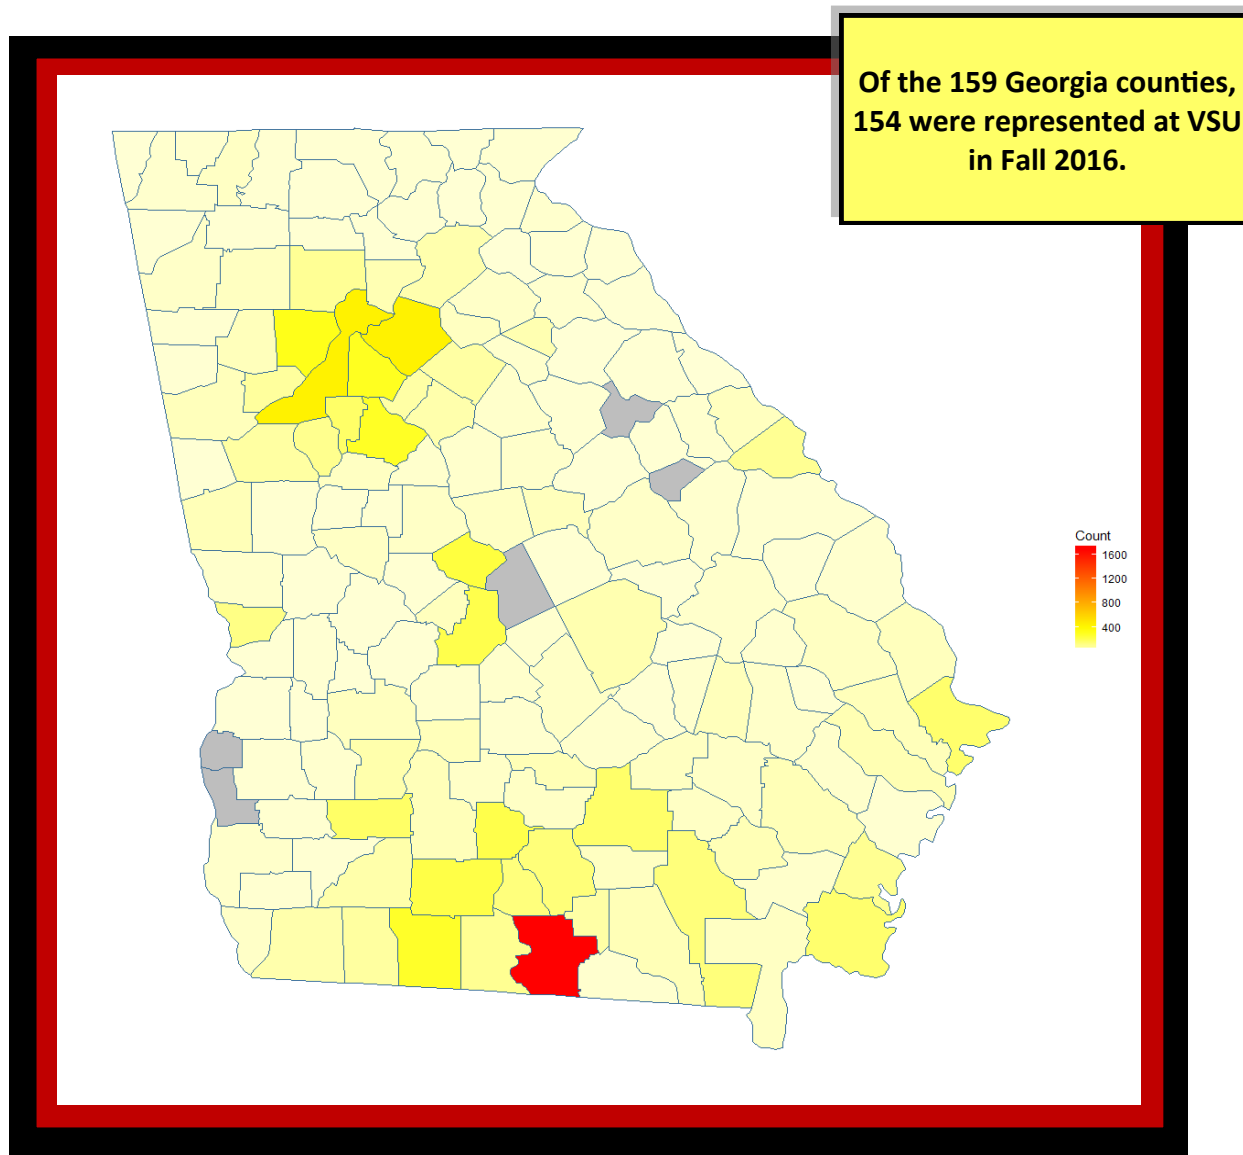 Of the 159 Georgia counties,
154 were represented at VSU
in Fall 2016.
Count
1600
1200
800
400